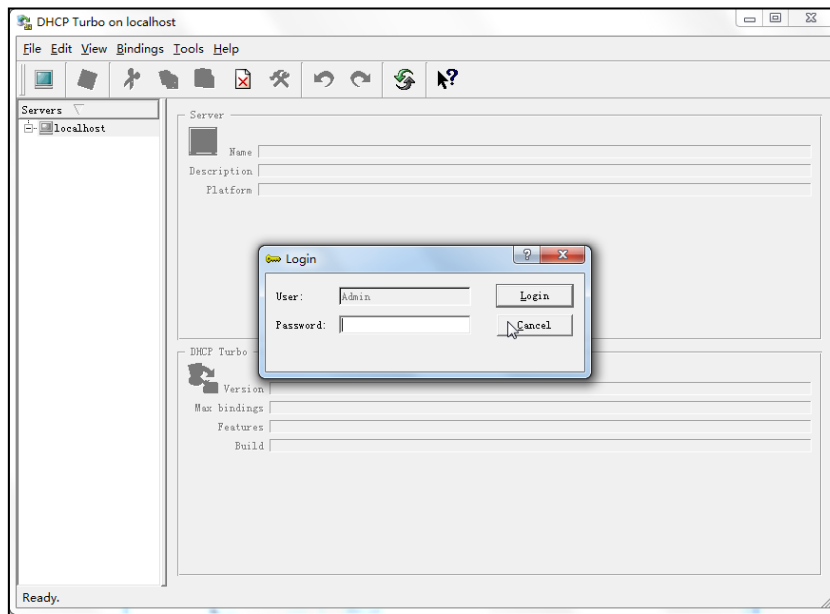 DHCP Turbo on localhost
File Edit View Bindings Tools Help
Servers
localhost
Server
Name
Description
Platform
Login
User: Admin
Login
Password:
Cancel
DHCP Turbo
Version
Max bindings
Features
Build
Ready.